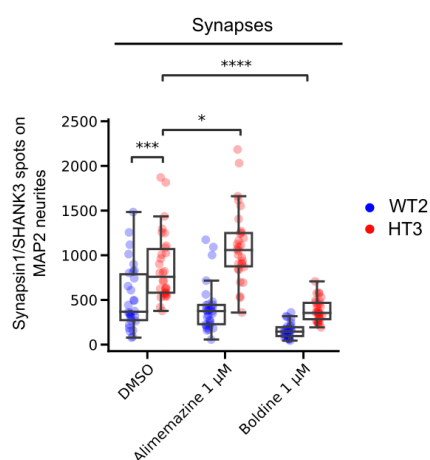 Synapses
****
*
***
Synapsin1/SHANK3 spots on
MAP2 neurites
2500
2000
1500
1000
500
0
DMSO
Alimemazine 1 µM
Boldine 1 µM
WT2
HT3